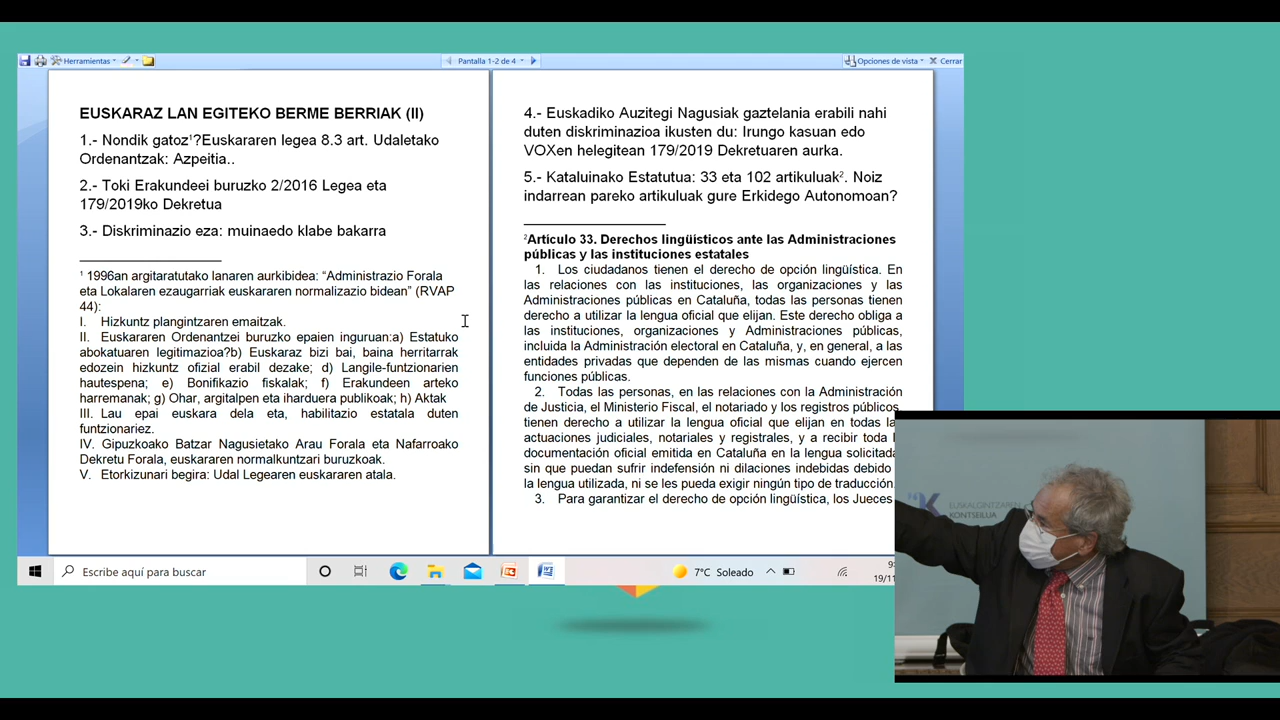 Herramientas
Pantalla 1-2 de 4
Opciones de vista
Cerrar
EUSKARAZ LAN EGITEKO BERME BERRIAK (II)
1.- Nondik gatoz¹?Euskararen legea 8.3 art. Udaletako
Ordenantzak: Azpeitia..
2.- Toki Erakundeei buruzko 2/2016 Legea eta
179/2019ko Dekretua
3.- Diskriminazio eza: muinaedo klabe bakarra
¹ 1996an argitaratutako lanaren aurkibidea: “Administrazio Forala
eta Lokalaren ezaugarriak euskararen normalizazio bidean” (RVAP
44):
I. Hizkuntz plangintzaren emaitzak.
II. Euskararen Ordenantzei buruzko epaien inguruan:a) Estatuko
abokatuaren legitimazioa?b) Euskaraz bizi bai, baina herritarrak
edozein hizkuntz ofizial erabil dezake; d) Langile-funtzionarien
hautespena; e) Bonifikazio fiskalak; f) Erakundeen arteko
harremanak; g) Ohar, argitalpen eta iharduera publikoak; h) Aktak
III. Lau epai euskara dela eta, habilitazio estatala duten
funtzionariez.
IV. Gipuzkoako Batzar Nagusietako Arau Forala eta Nafarroako
Dekretu Forala, euskararen normalkuntzari buruzkoak.
V. Etorkizunari begira: Udal Legearen euskararen atala.
4.- Euskadiko Auzitegi Nagusiak gaztelania erabili nahi
duten diskriminazioa ikusten du: Irungo kasuan edo
VOXen helegitean 179/2019 Dekretuaren aurka.
5.- Kataluinako Estatutua: 33 eta 102 artikuluak². Noiz
indarrean pareko artikuluak gure Erkidego Autonomoan?
²Artículo 33. Derechos lingüísticos ante las Administraciones
públicas y las instituciones estatales
1. Los ciudadanos tienen el derecho de opción lingüística. En
las relaciones con las instituciones, las organizaciones y las
Administraciones públicas en Cataluña, todas las personas tienen
derecho a utilizar la lengua oficial que elijan. Este derecho obliga a
las instituciones, organizaciones y Administraciones públicas,
incluida la Administración electoral en Cataluña, y, en general, a las
entidades privadas que dependen de las mismas cuando ejercen
funciones públicas.
2. Todas las personas, en las relaciones con la Administración
de Justicia, el Ministerio Fiscal, el notariado y los registros públicos,
tienen derecho a utilizar la lengua oficial que elijan en todas la
actuaciones judiciales, notariales y registrales, y a recibir toda l
documentación oficial emitida en Cataluña en la lengua solicitada
sin que puedan sufrir indefensión ni dilaciones indebidas debido
la lengua utilizada, ni se les pueda exigir ningún tipo de traducción.
3. Para garantizar el derecho de opción lingüística, los Jueces
Escribe aquí para buscar
7°C Soleado
9:
19/11
EUSKALGINTZAREN
KONTSEILUA